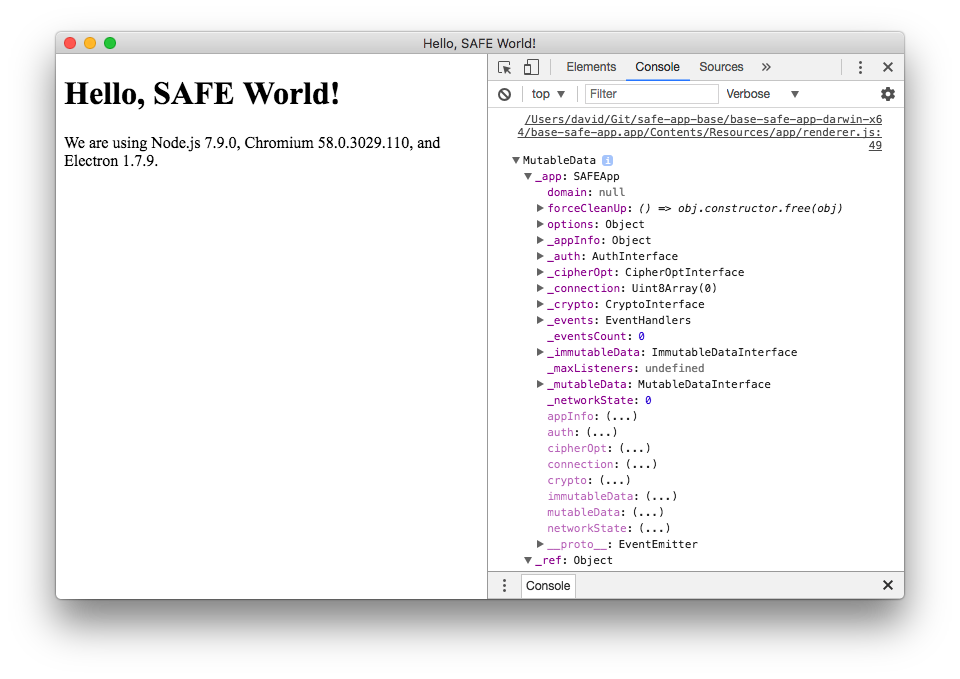 Hello, SAFE World!
Hello, SAFE World!
We are using Node.js 7.9.0, Chromium 58.0.3029.110, and
Electron 1.7.9.
Elements Console Sources »
top ▼ Filter Verbose ▼
/Users/david/Git/safe-app-base/base-safe-app-darwin-x6
4/base-safe-app.app/Contents/Resources/app/renderer.js:
49
▼MutableData i
▼_app: SAFEApp
domain: null
▶forceCleanUp: () => obj.constructor.free(obj)
▶options: Object
▶_appInfo: Object
▶_auth: AuthInterface
▶_cipherOpt: CipherOptInterface
▶_connection: Uint8Array(0)
▶_crypto: CryptoInterface
▶_events: EventHandlers
_eventsCount: 0
▶_immutableData: ImmutableDataInterface
_maxListeners: undefined
▶_mutableData: MutableDataInterface
_networkState: 0
appInfo: (...)
auth: (...)
cipherOpt: (...)
connection: (...)
crypto: (...)
immutableData: (...)
mutableData: (...)
networkState: (...)
▶__proto__: EventEmitter
▼_ref: Object
Console